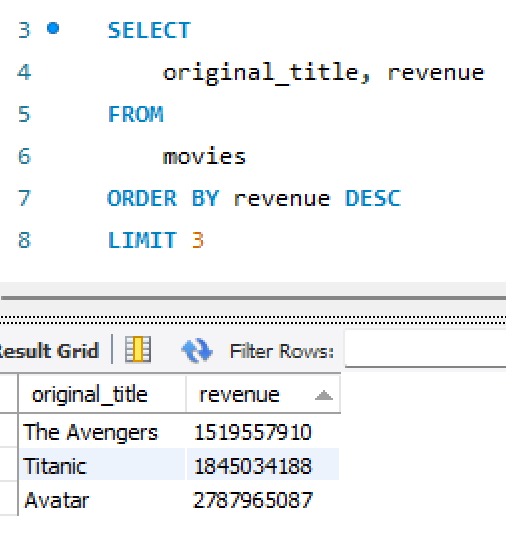 3 SELECT
4 original_title, revenue
5 FROM
6 movies
7 ORDER BY revenue DESC
8 LIMIT 3
Result Grid Filter Rows:
original_title revenue
The Avengers 1519557910
Titanic 1845034188
Avatar 2787965087